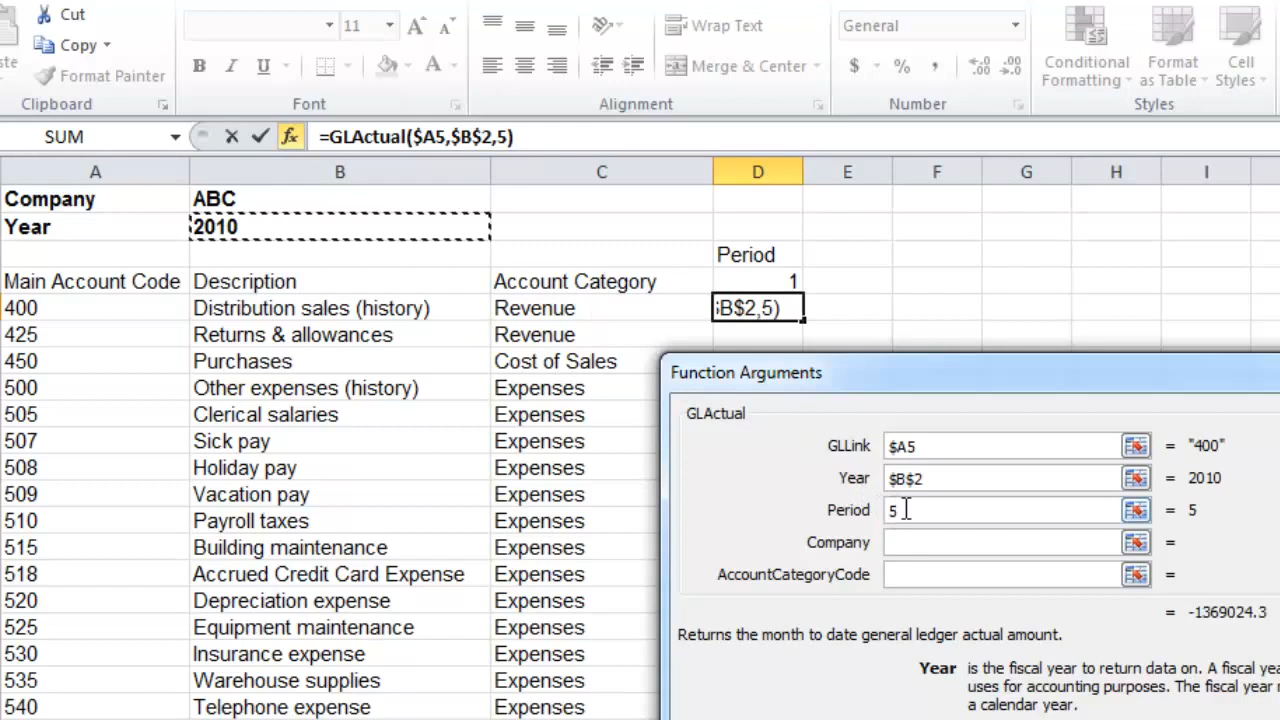 Cut
11
Wrap Text
General
Copy
Format Painter
B I U
A
Merge & Center
$ % ,
Conditional Formatting
Format as Table
Cell Styles
Clipboard
Font
Alignment
Number
Styles
SUM
fx =GLActual($A5,$B$2,5)
A B C D E F G H I
Company ABC
Year 2010
Period
Main Account Code Description Account Category 1
400 Distribution sales (history) Revenue $B$2,5)
425 Returns & allowances Revenue
450 Purchases Cost of Sales
500 Other expenses (history) Expenses
505 Clerical salaries Expenses
507 Sick pay Expenses
508 Holiday pay Expenses
509 Vacation pay Expenses
510 Payroll taxes Expenses
515 Building maintenance Expenses
518 Accrued Credit Card Expense Expenses
520 Depreciation expense Expenses
525 Equipment maintenance Expenses
530 Insurance expense Expenses
535 Warehouse supplies Expenses
540 Telephone expense Expenses
Function Arguments
GLActual
GLLink $A5 = "400"
Year $B$2 = 2010
Period 5 = 5
Company =
AccountCategoryCode =
= -1369024.3
Returns the month to date general ledger actual amount.
Year is the fiscal year to return data on. A fiscal
uses for accounting purposes. The fiscal year
a calendar year.